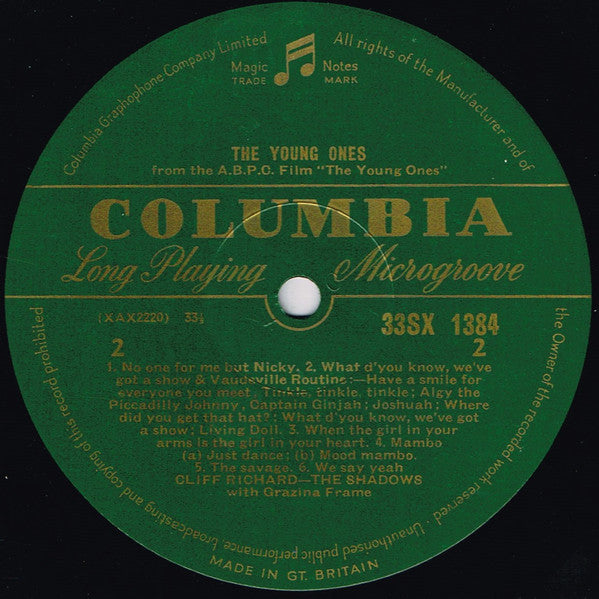 Columbia Graphophone Company Limited
All rights of the Manufacturer and of
the Owner of the recorded work reserved · Unauthorised public performance broadcasting and copying of this record prohibited
Magic Notes
TRADE MARK
THE YOUNG ONES
from the A.B.P.C. Film "The Young Ones"
COLUMBIA
Long Playing Microgroove
(XAX2220) 33⅓ 33SX 1384
2 2
1. No one for me but Nicky. 2. What d'you know, we've
got a show & Vaudeville Routine:—Have a smile for
everyone you meet, Tinkle, tinkle, tinkle; Algy the
Piccadilly Johnny, Captain Ginjah; Joshuah; Where
did you get that hat?; What d'you know, we've got
a show; Living Doll. 3. When the girl in your
arms is the girl in your heart. 4. Mambo
(a) Just dance; (b) Mood mambo.
5. The savage. 6. We say yeah
CLIFF RICHARD—THE SHADOWS
with Grazina Frame
MADE IN GT. BRITAIN